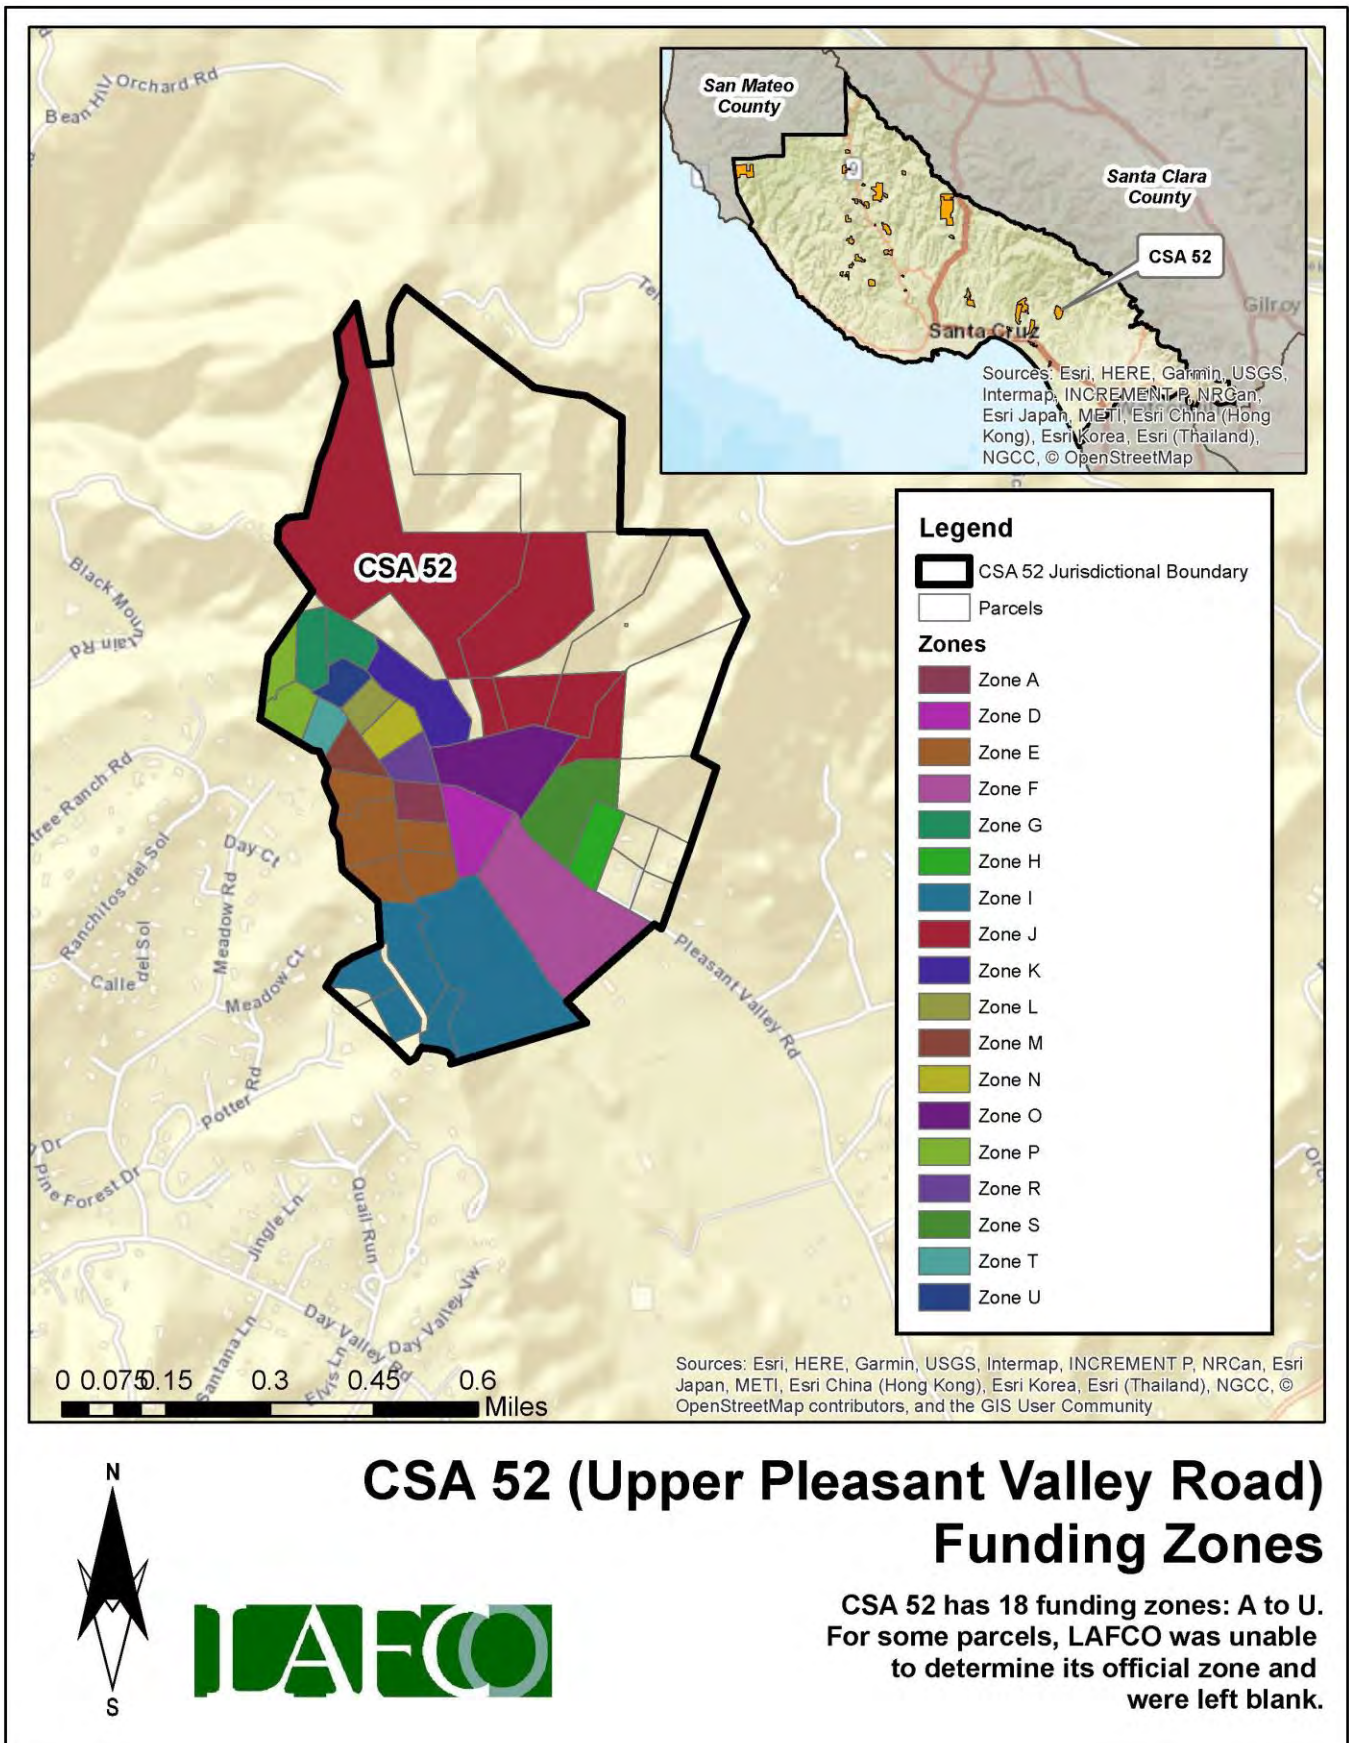 Orchard Rd
Bean Hill
San Mateo
County
9
Santa Clara
County
CSA 52
Gilroy
Santa Cruz
Sources: Esri, HERE, Garmin, USGS,
Intermap, INCREMENT P, NRCan,
Esri Japan, METI, Esri China (Hong
Kong), Esri Korea, Esri (Thailand),
NGCC, © OpenStreetMap
CSA 52
Black Mountain Rd
tree Ranch Rd
Ranchitos del Sol
Day Ct
Meadow Rd
Calle del Sol
Meadow Ct
Potter Rd
Pleasant Valley Rd
Dr
Pine Forest Dr
Jingle Ln
Quail Run
Santana Ln
Day Valley Rd
Elvis Ln
Day Valley Vw
Legend
CSA 52 Jurisdictional Boundary
Parcels
Zones
Zone A
Zone D
Zone E
Zone F
Zone G
Zone H
Zone I
Zone J
Zone K
Zone L
Zone M
Zone N
Zone O
Zone P
Zone R
Zone S
Zone T
Zone U
0 0.075 0.15 0.3 0.45 0.6
Miles
Sources: Esri, HERE, Garmin, USGS, Intermap, INCREMENT P, NRCan, Esri
Japan, METI, Esri China (Hong Kong), Esri Korea, Esri (Thailand), NGCC, ©
OpenStreetMap contributors, and the GIS User Community
N
S
LAFCO
CSA 52 (Upper Pleasant Valley Road)
Funding Zones
CSA 52 has 18 funding zones: A to U.
For some parcels, LAFCO was unable
to determine its official zone and
were left blank.